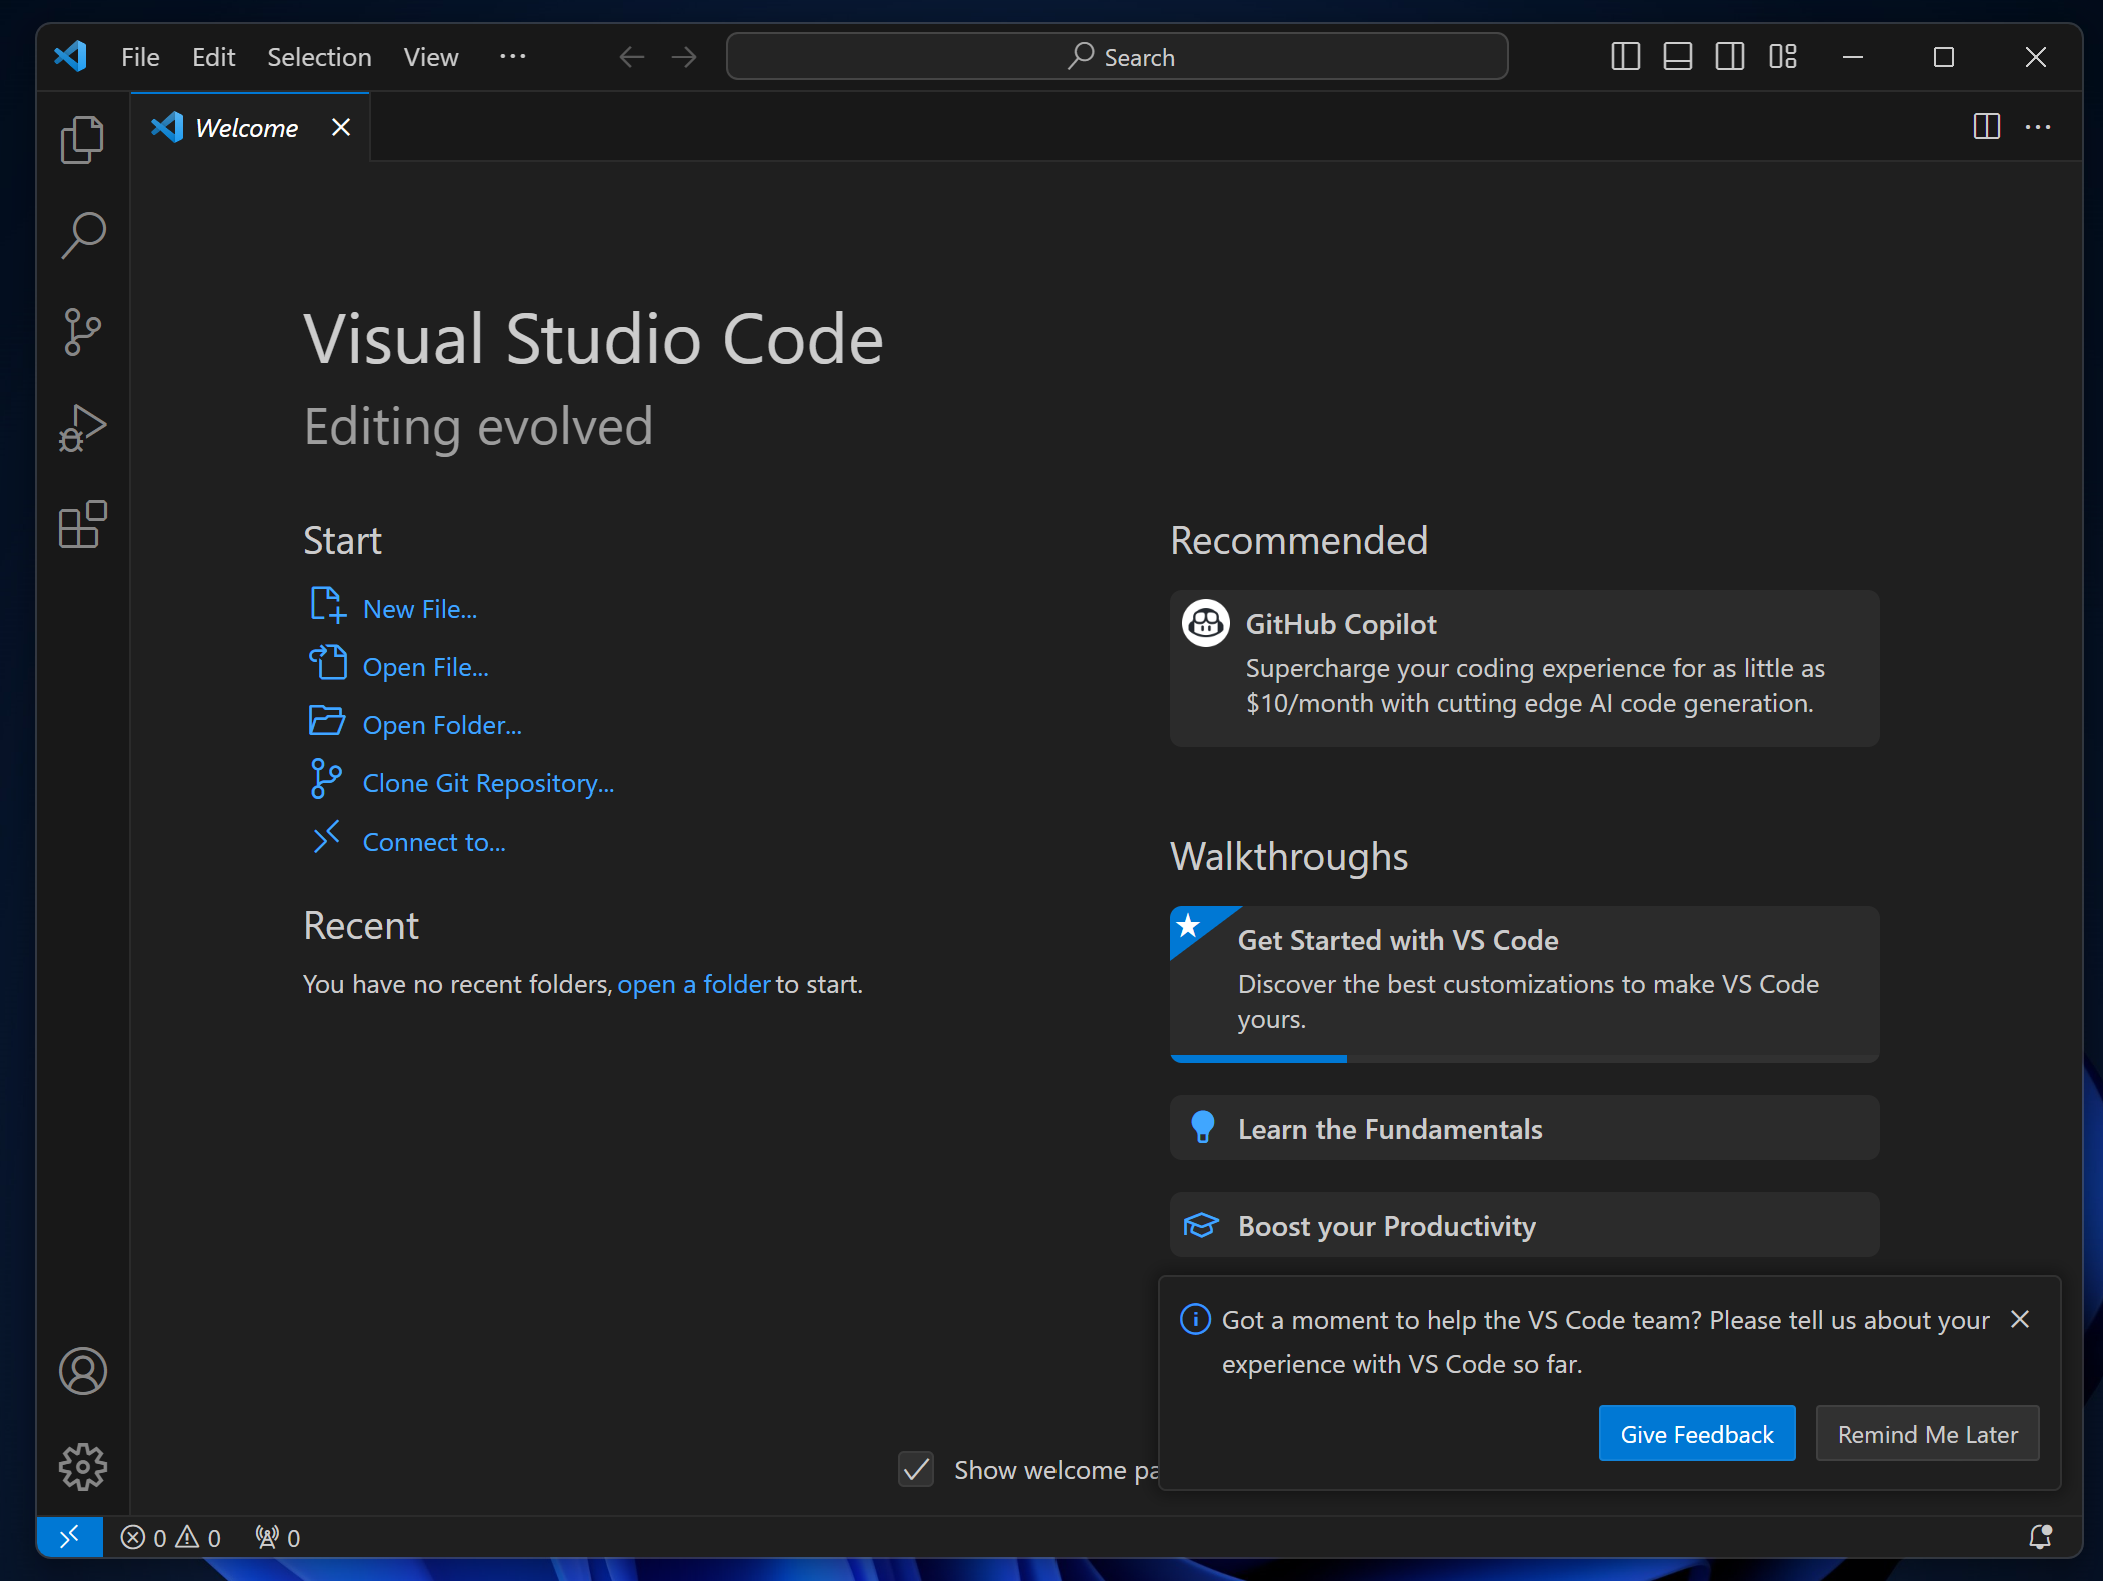 File Edit Selection View ... Search
Welcome
Visual Studio Code
Editing evolved
Start
New File...
Open File...
Open Folder...
Clone Git Repository...
Connect to...
Recent
You have no recent folders, open a folder to start.
Recommended
GitHub Copilot
Supercharge your coding experience for as little as
$10/month with cutting edge AI code generation.
Walkthroughs
Get Started with VS Code
Discover the best customizations to make VS Code
yours.
Learn the Fundamentals
Boost your Productivity
Got a moment to help the VS Code team? Please tell us about your
experience with VS Code so far.
Give Feedback Remind Me Later
Show welcome pa
0 0 0